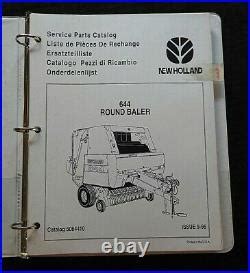 Service Parts Catalog
Liste de Pièces De Rechange
Ersatzteilliste
Catalogo Pezzi di Ricambio
Onderdelenlijst
NEW HOLLAND
644
ROUND BALER
Catalog
ISSUE